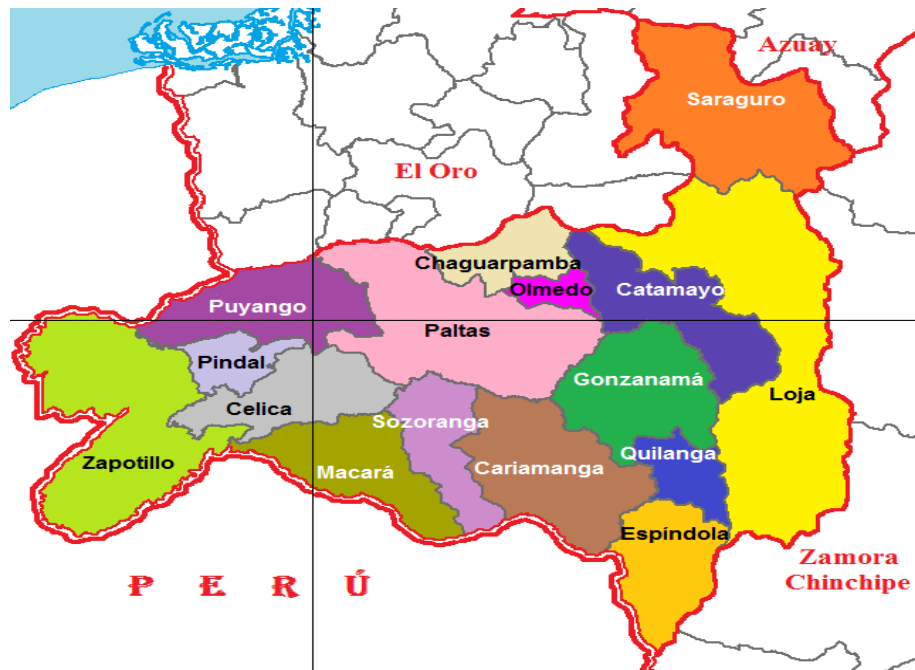 Azuay
Saraguro
El Oro
Chaguarpamba
Olmedo
Catamayo
Puyango
Paltas
Pindal
Gonzanamá
Loja
Celica
Sozoranga
Quilanga
Zapotillo
Macará
Cariamanga
Espíndola
Zamora
Chinchipe
P E R Ú